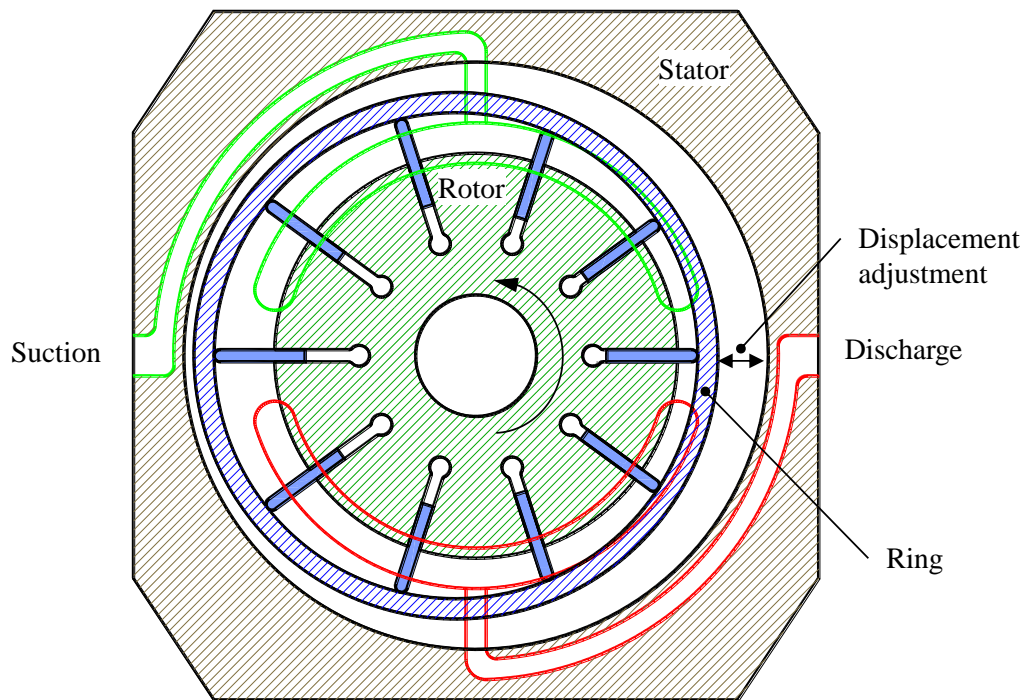 Stator
Rotor
Displacement
adjustment
Suction
Discharge
Ring